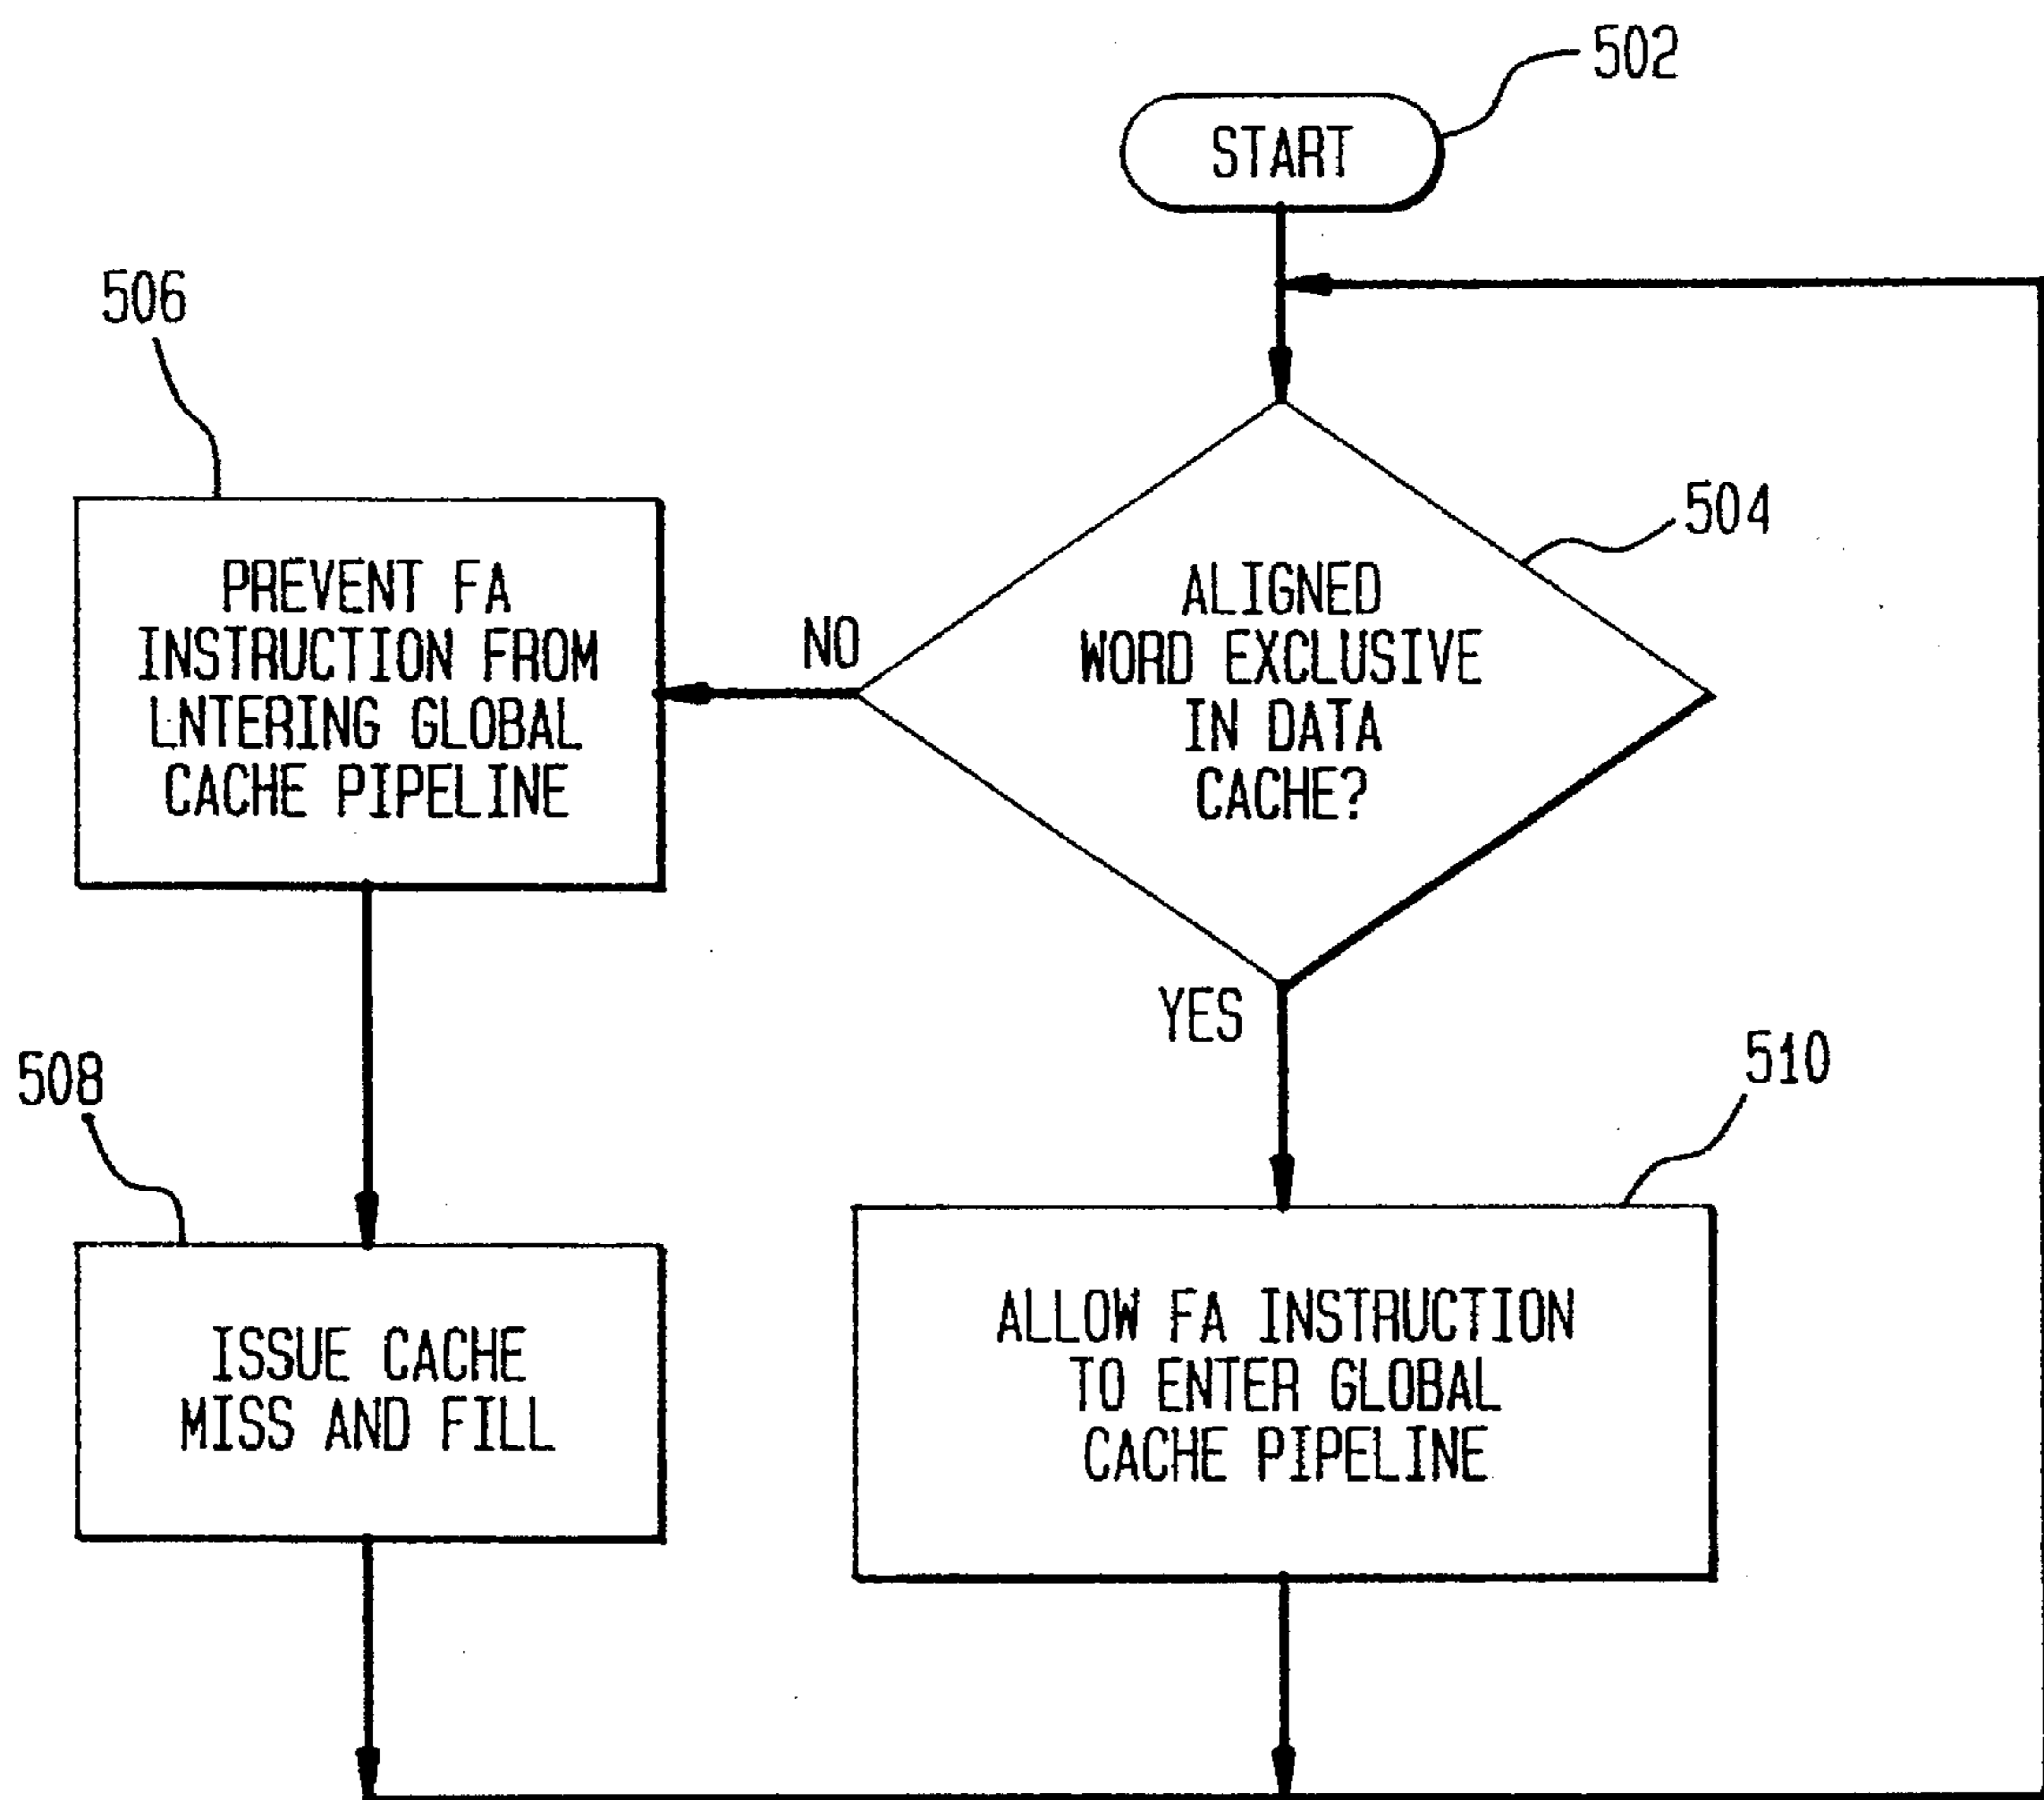 502
START
506
504
PREVENT FA
INSTRUCTION FROM
LNTERING GLOBAL
CACHE PIPELINE
NO
ALIGNED
WORD EXCLUSIVE
IN DATA
CACHE?
YES
508
510
ISSUE CACHE
MISS AND FILL
ALLOW FA INSTRUCTION
TO ENTER GLOBAL
CACHE PIPELINE